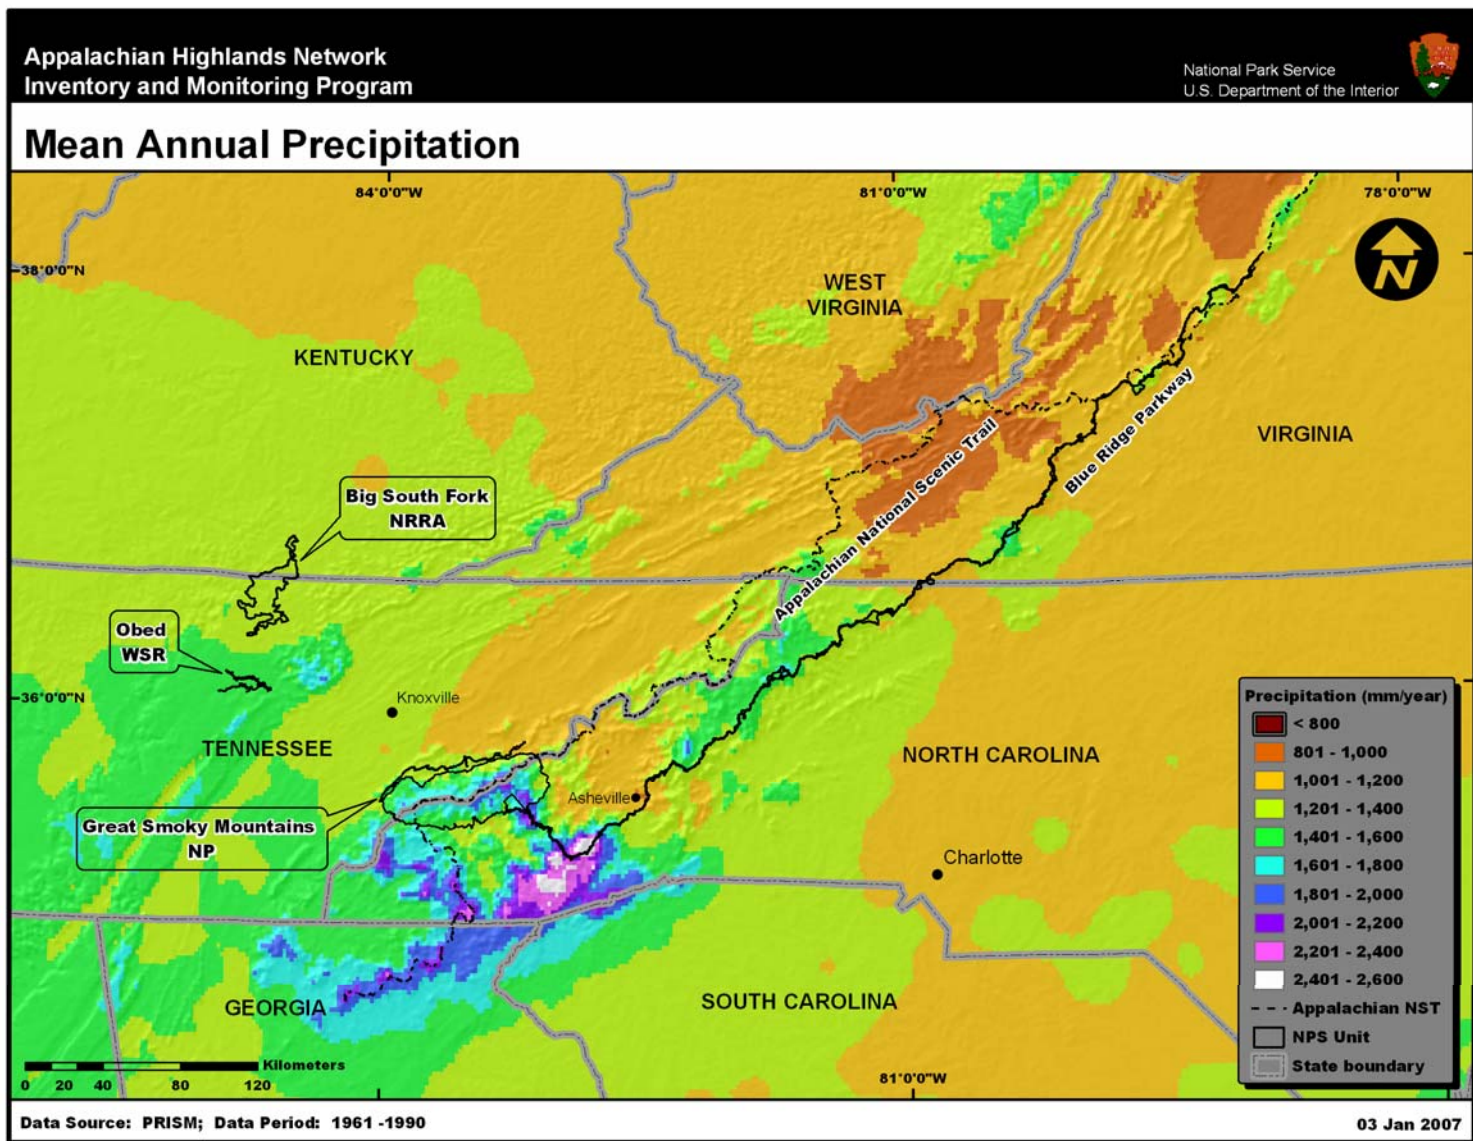 Appalachian Highlands Network
Inventory and Monitoring Program
National Park Service
U.S. Department of the Interior
Mean Annual Precipitation
84°0'0"W
81°0'0"W
78°0'0"W
38°0'0"N
N
WEST
VIRGINIA
KENTUCKY
VIRGINIA
Blue Ridge Parkway
Appalachian National Scenic Trail
Big South Fork
NRRA
Obed
WSR
36°0'0"N
Knoxville
TENNESSEE
NORTH CAROLINA
Asheville
Great Smoky Mountains
NP
Charlotte
GEORGIA
SOUTH CAROLINA
Precipitation (mm/year)
< 800
801 - 1,000
1,001 - 1,200
1,201 - 1,400
1,401 - 1,600
1,601 - 1,800
1,801 - 2,000
2,001 - 2,200
2,201 - 2,400
2,401 - 2,600
Appalachian NST
NPS Unit
State boundary
Kilometers
0 20 40 80 120
81°0'0"W
Data Source: PRISM; Data Period: 1961 -1990
03 Jan 2007